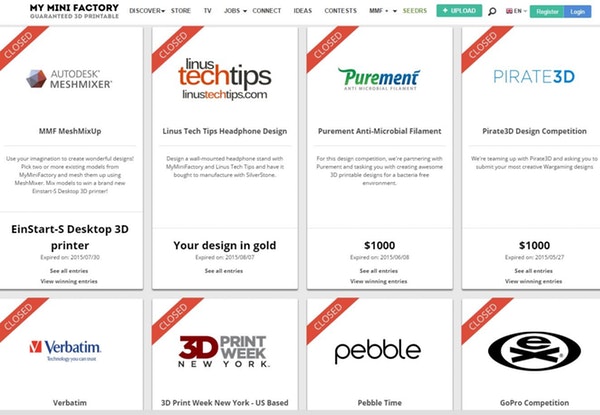 MY MINI FACTORY
GUARANTEED 3D PRINTABLE
DISCOVER STORE TV JOBS CONNECT IDEAS CONTESTS MMF + SEEDRS UPLOAD EN Register Login
CLOSED CLOSED CLOSED CLOSED
AUTODESK
MESHMIXER
linus
techtips
linustechtips.com
Purement
ANTI MICROBIAL FILAMENT
PIRATE3D
MMF MeshMixUp
Use your imagination to create wonderful designs!
Pick two or more existing models from
MyMiniFactory and mesh them up using
MeshMixer. Mix models to win a brand new
Einstart-S Desktop 3D printer!
EinStart-S Desktop 3D
printer
Expired on: 2015/07/30
See all entries
View winning entries
Linus Tech Tips Headphone Design
Design a wall-mounted headphone stand with
MyMiniFactory and Linus Tech Tips and have it
bought to manufacture with SilverStone.
Your design in gold
Expired on: 2015/08/07
See all entries
Purement Anti-Microbial Filament
For this design competition, we're partnering with
Purement and tasking you with creating awesome
3D printable designs for a bacteria free
environment.
$1000
Expired on: 2015/06/08
See all entries
View winning entries
Pirate3D Design Competition
We're teaming up with Pirate3D and asking you to
submit your most creative Wargaming designs
$1000
Expired on: 2015/05/27
See all entries
View winning entries
CLOSED CLOSED CLOSED CLOSED
Verbatim.
Technology you can trust
3D PRINT
WEEK
NEW YORK.
pebble
ex
Verbatim
3D Print Week New York - US Based
Pebble Time
GoPro Competition